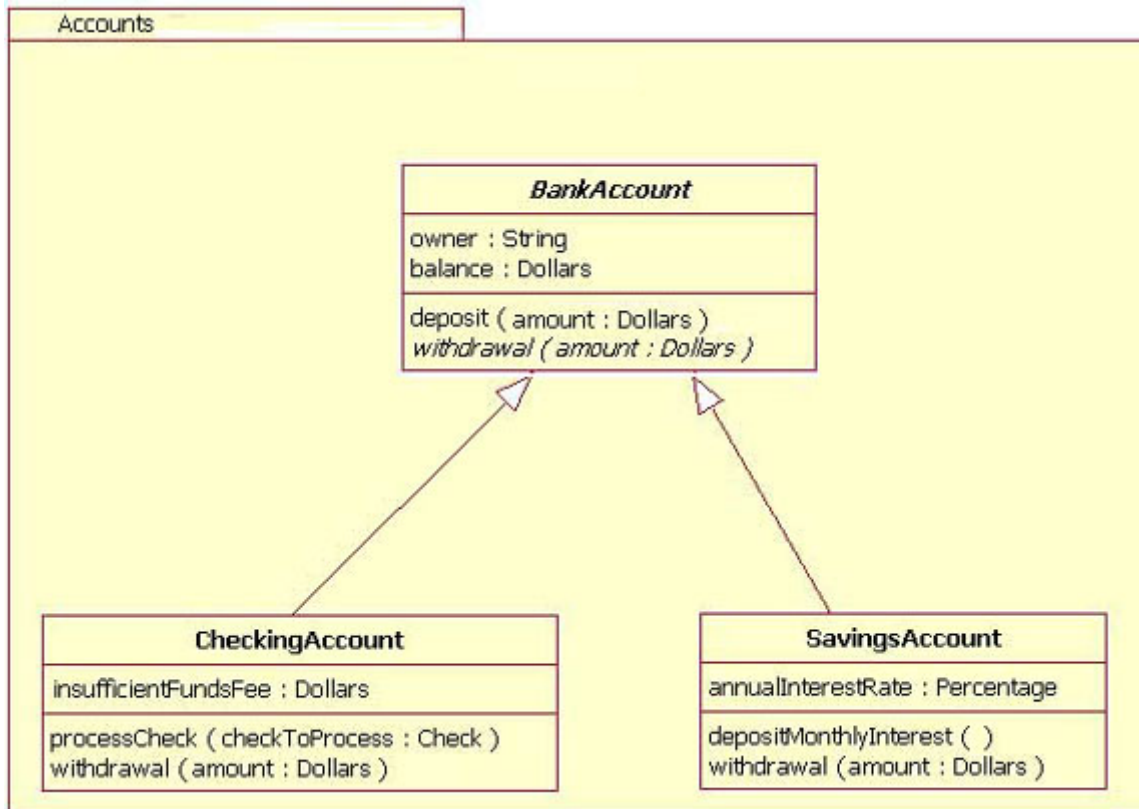 Accounts
BankAccount
owner : String
balance : Dollars
deposit ( amount : Dollars )
withdrawal ( amount : Dollars )
CheckingAccount
insufficientFundsFee : Dollars
processCheck ( checkToProcess : Check )
withdrawal ( amount : Dollars )
SavingsAccount
annualInterestRate : Percentage
depositMonthlyInterest ( )
withdrawal ( amount : Dollars )